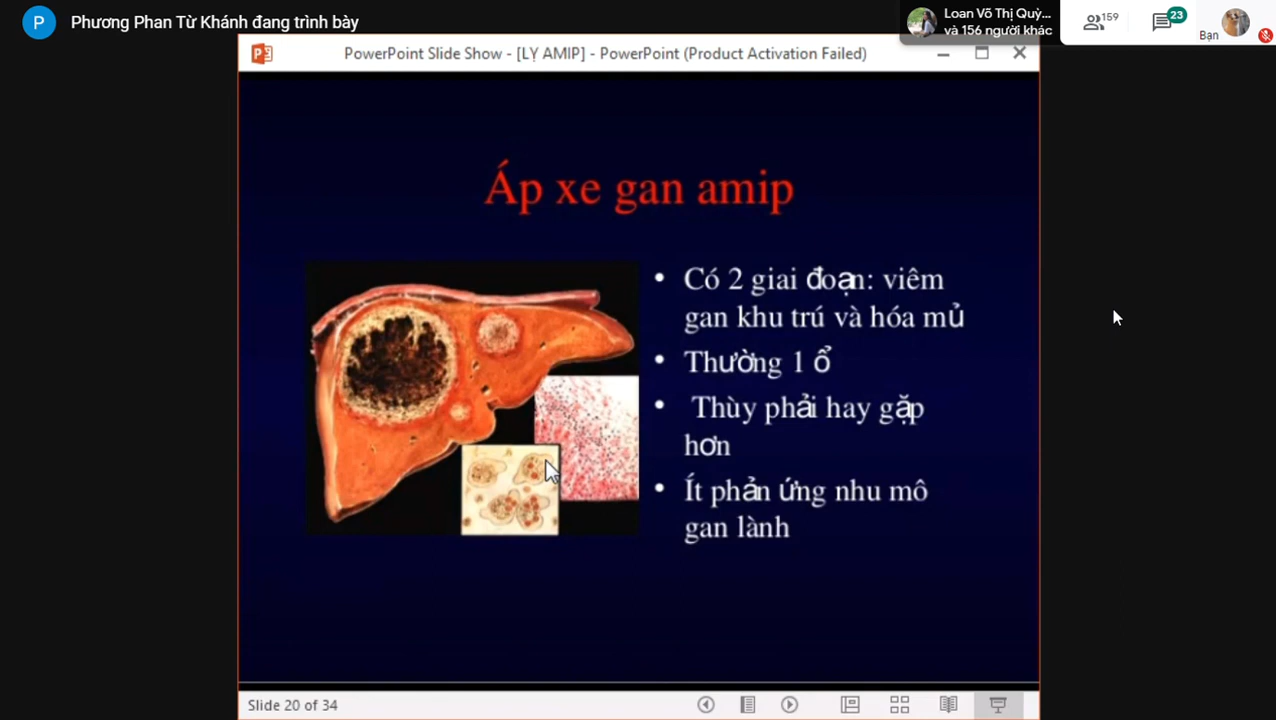 P Phương Phan Từ Khánh đang trình bày
Loan Võ Thị Quỳ...
và 156 người khác
159
23
Bạn
PowerPoint Slide Show - [LỴ AMIP] - PowerPoint (Product Activation Failed)
Áp xe gan amip
• Có 2 giai đoạn: viêm
gan khu trú và hóa mủ
• Thường 1 ổ
• Thùy phải hay gặp
hơn
• Ít phản ứng nhu mô
gan lành
Slide 20 of 34